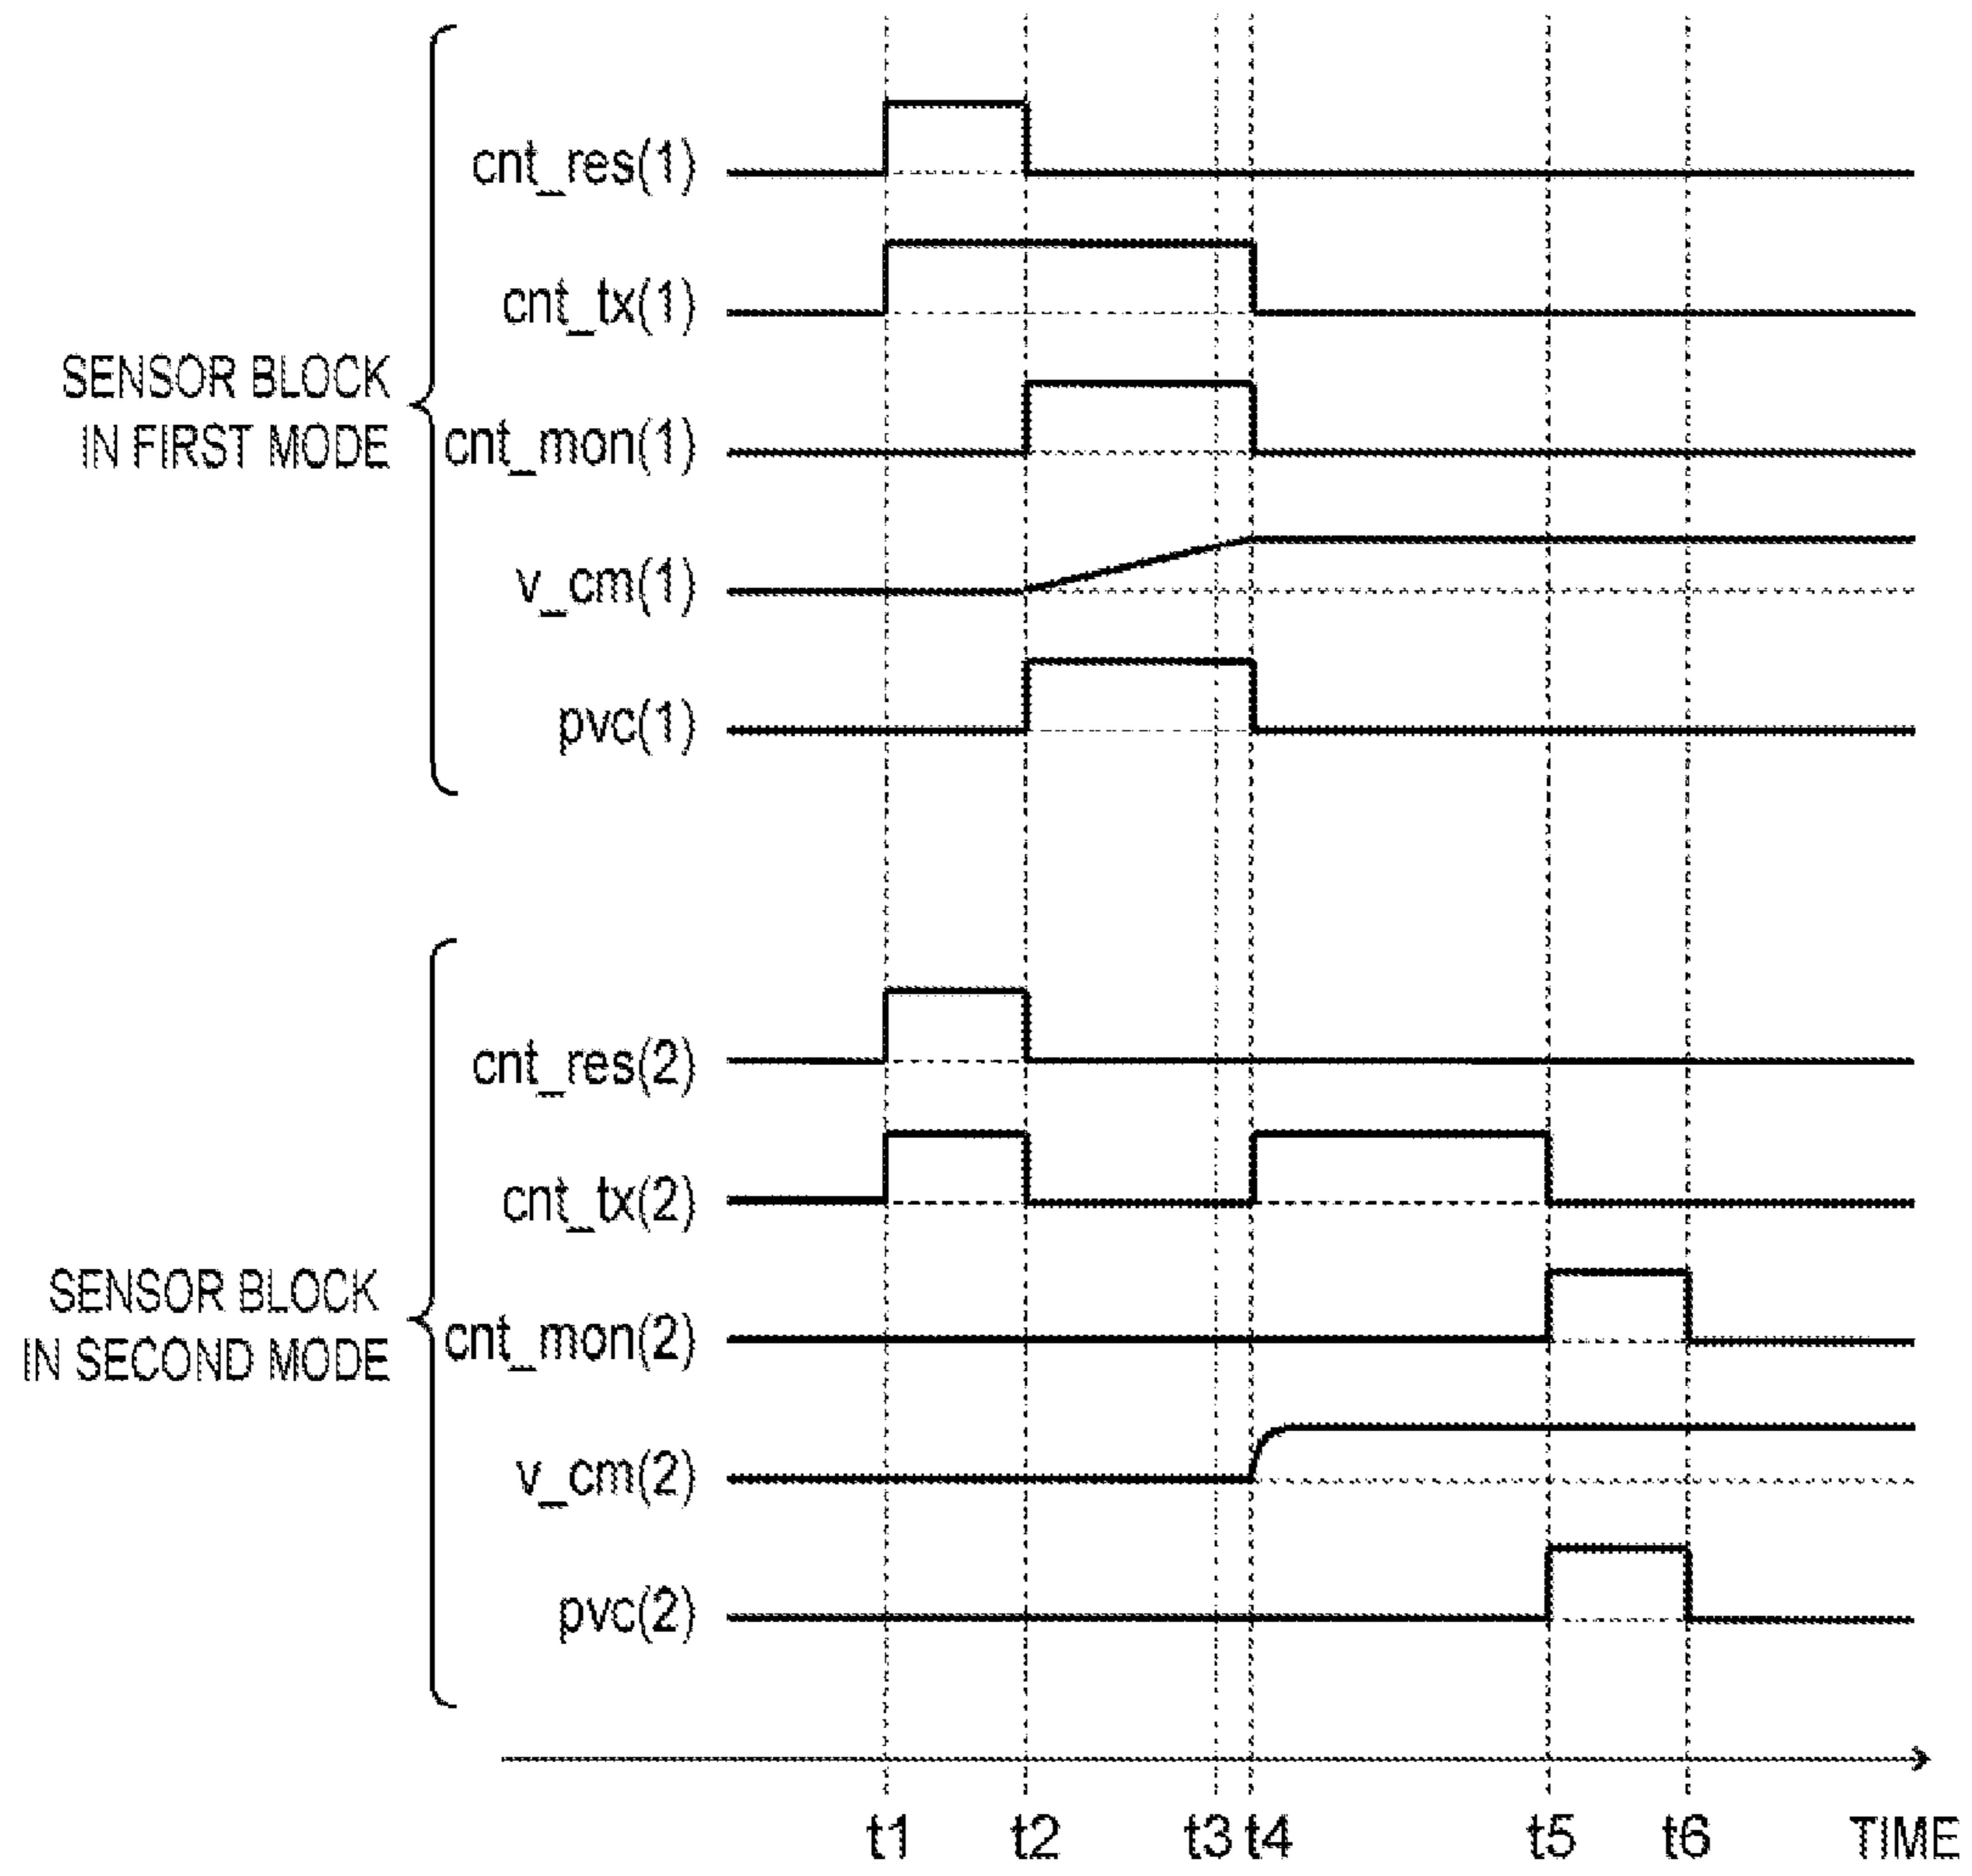 cnt_res(1)
cnt_tx(1)
SENSOR BLOCK
IN FIRST MODE
cnt_mon(1)
v_cm(1)
pvc(1)
cnt_res(2)
cnt_tx(2)
SENSOR BLOCK
IN SECOND MODE
cnt_mon(2)
v_cm(2)
pvc(2)
t1 t2 t3 t4 t5 t6 TIME